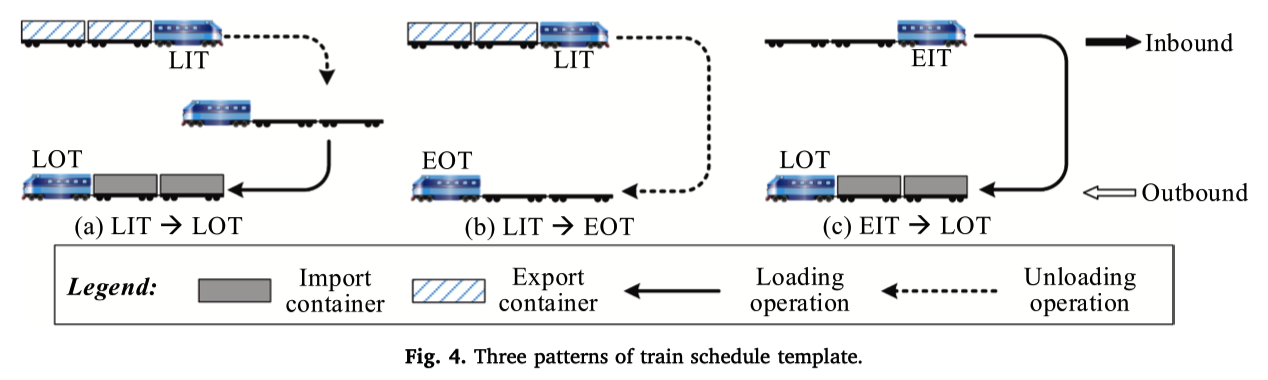 LIT
LOT
(a) LIT → LOT
LIT
EOT
(b) LIT → EOT
EIT
LOT
(c) EIT → LOT
Inbound
Outbound
Legend:
Import
container
Export
container
Loading
operation
Unloading
operation
Fig. 4. Three patterns of train schedule template.